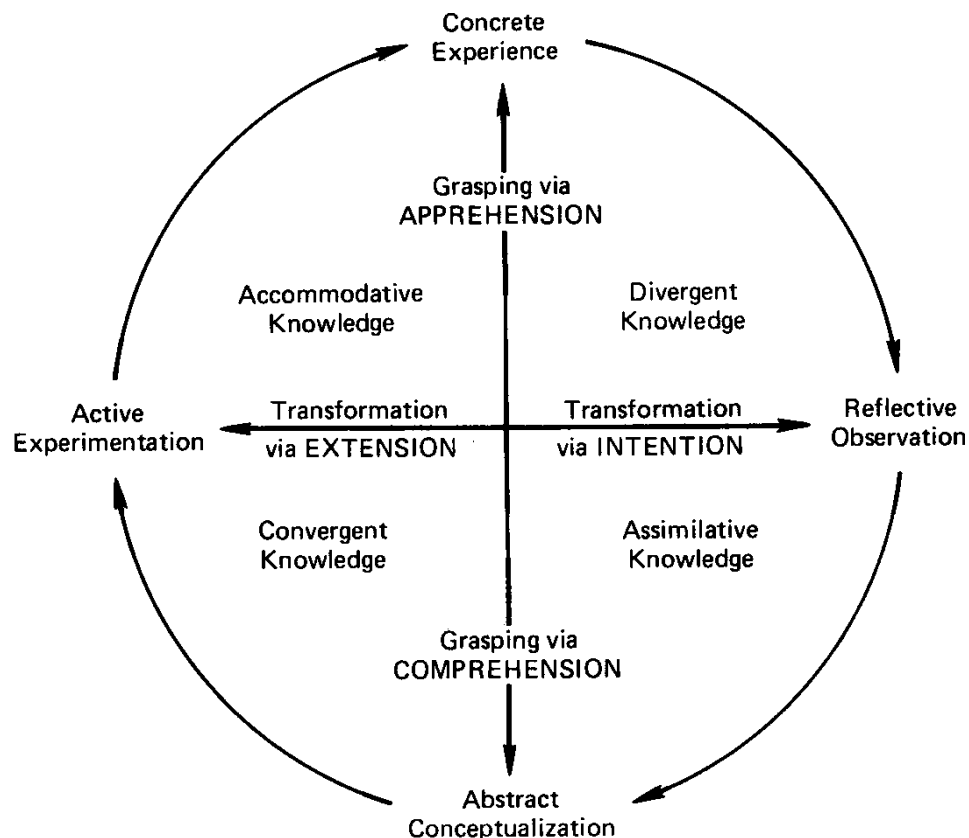 Concrete
Experience
Grasping via
APPREHENSION
Accommodative
Knowledge
Divergent
Knowledge
Active
Experimentation
Transformation
via EXTENSION
Transformation
via INTENTION
Reflective
Observation
Convergent
Knowledge
Assimilative
Knowledge
Grasping via
COMPREHENSION
Abstract
Conceptualization